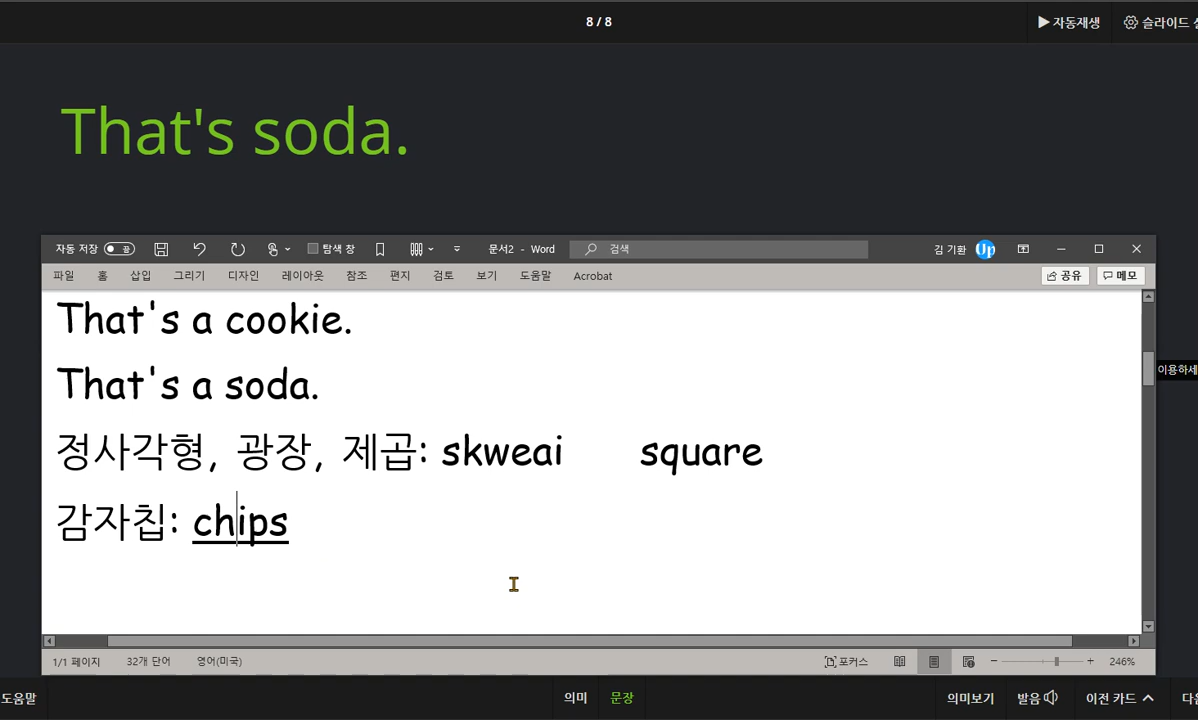 8 / 8
▶ 자동재생
슬라이드
That's soda.
자동 저장 끔
탐색 창
문서2 - Word
검색
김 기환
Up
파일 홈 삽입 그리기 디자인 레이아웃 참조 편지 검토 보기 도움말 Acrobat
공유 메모
That's a cookie.
That's a soda.
정사각형, 광장, 제곱: skweai square
감자칩: chips
이용하세
1/1 페이지 32개 단어 영어(미국)
포커스
− + 246%
도움말 의미 문장 의미보기 발음 이전 카드